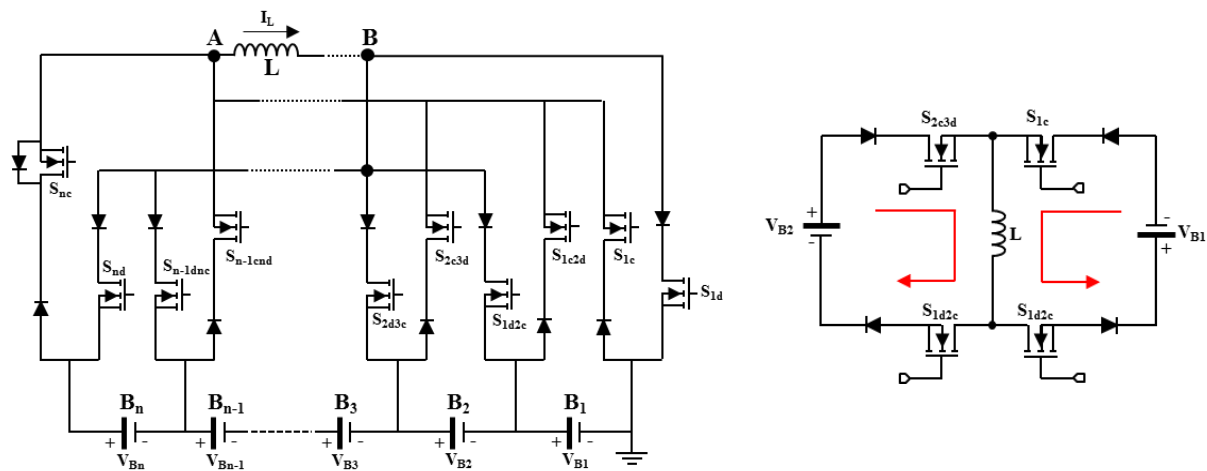 I_L
A
B
L
S_nc
S_nd
S_n-1dnc
S_n-1cnd
S_2d3c
S_2c3d
S_1d2c
S_1c2d
S_1c
S_1d
B_n
B_n-1
B_3
B_2
B_1
+ -
+ -
+ -
+ -
+ -
V_Bn
V_Bn-1
V_B3
V_B2
V_B1
S_2c3d
S_1c
V_B2
+
-
L
-
+
V_B1
S_1d2c
S_1d2c